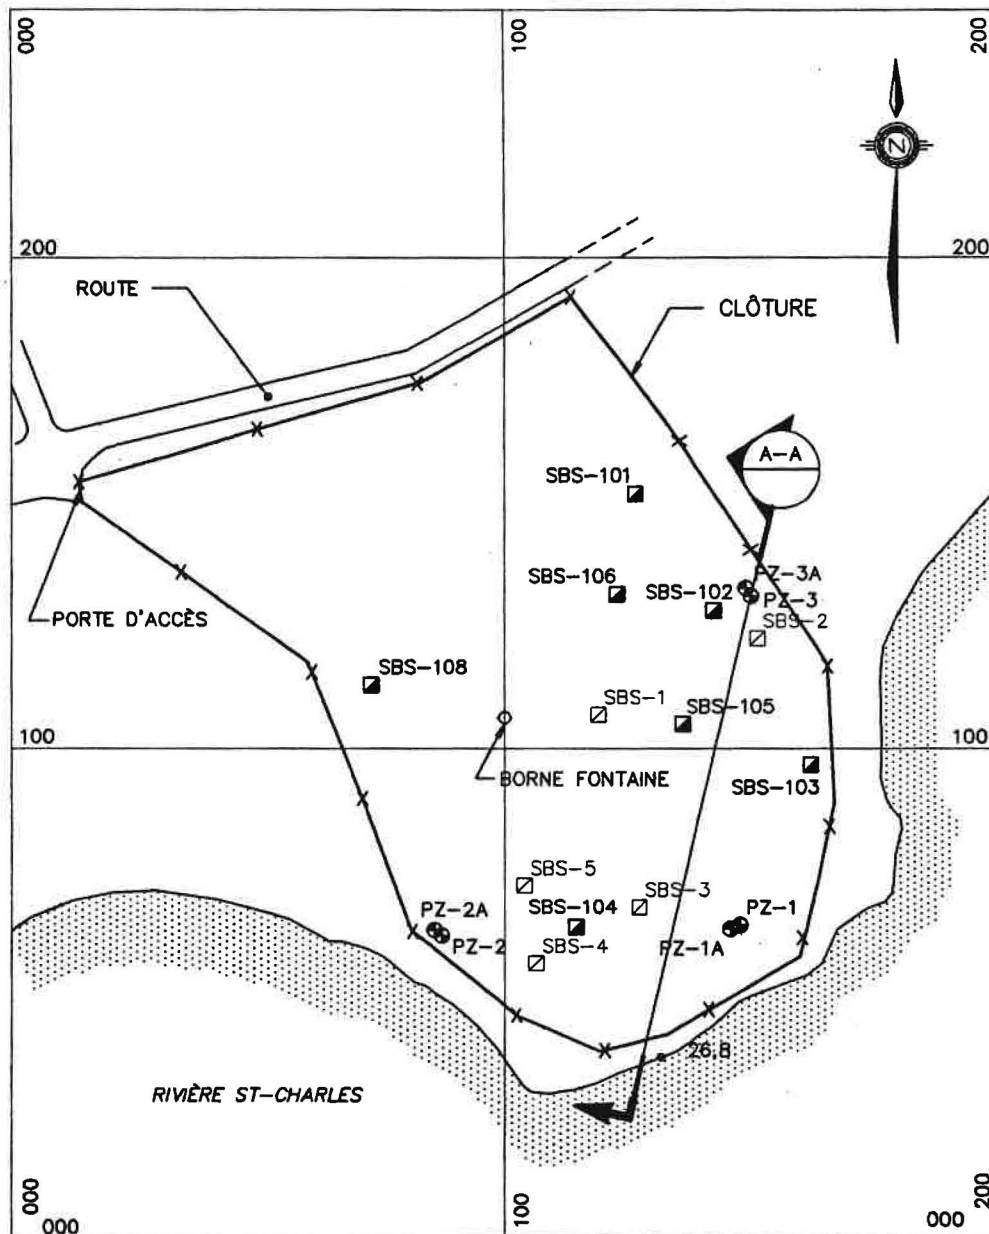 000
100
200
N
200
200
ROUTE
CLÔTURE
A-A
SBS-101
PZ-3A
SBS-106
SBS-102
PZ-3
PORTE D'ACCÈS
SBS-2
SBS-108
SBS-1
SBS-105
100
100
BORNE FONTAINE
SBS-103
SBS-5
SBS-3
PZ-2A
SBS-104
PZ-1
PZ-2
SBS-4
PZ-1A
26.8
RIVIÈRE ST-CHARLES
000
100
200
000
000